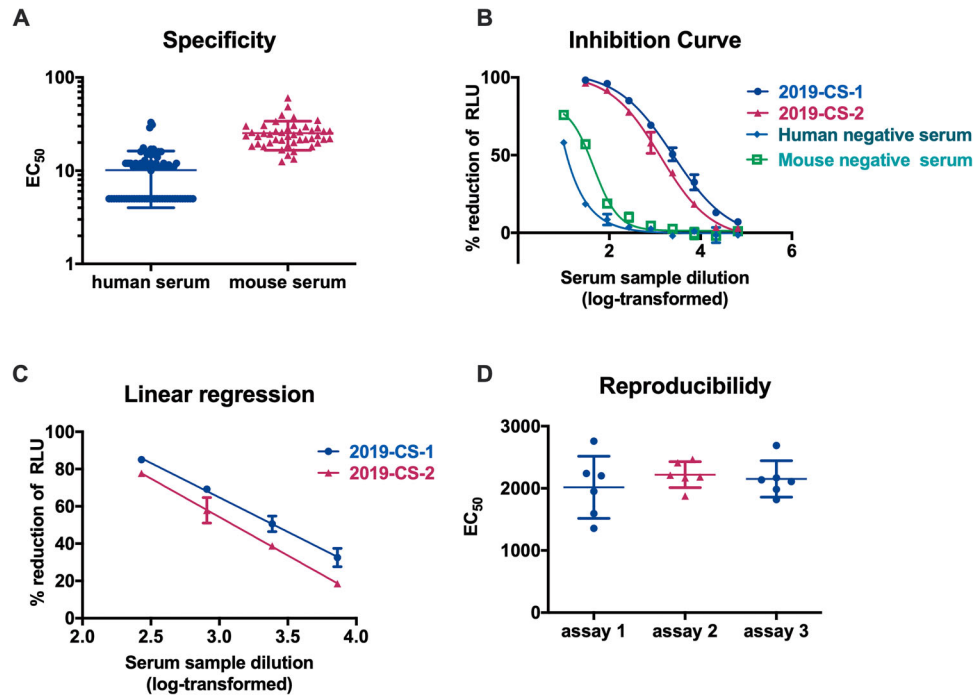 A
Specificity
100
10
1
EC50
human serum mouse serum
B
Inhibition Curve
100
50
0
% reduction of RLU
2 4 6
Serum sample dilution
(log-transformed)
2019-CS-1
2019-CS-2
Human negative serum
Mouse negative serum
C
Linear regression
100
80
60
40
20
0
% reduction of RLU
2.0 2.5 3.0 3.5 4.0
Serum sample dilution
(log-transformed)
2019-CS-1
2019-CS-2
D
Reproducibilidy
3000
2000
1000
0
EC50
assay 1 assay 2 assay 3